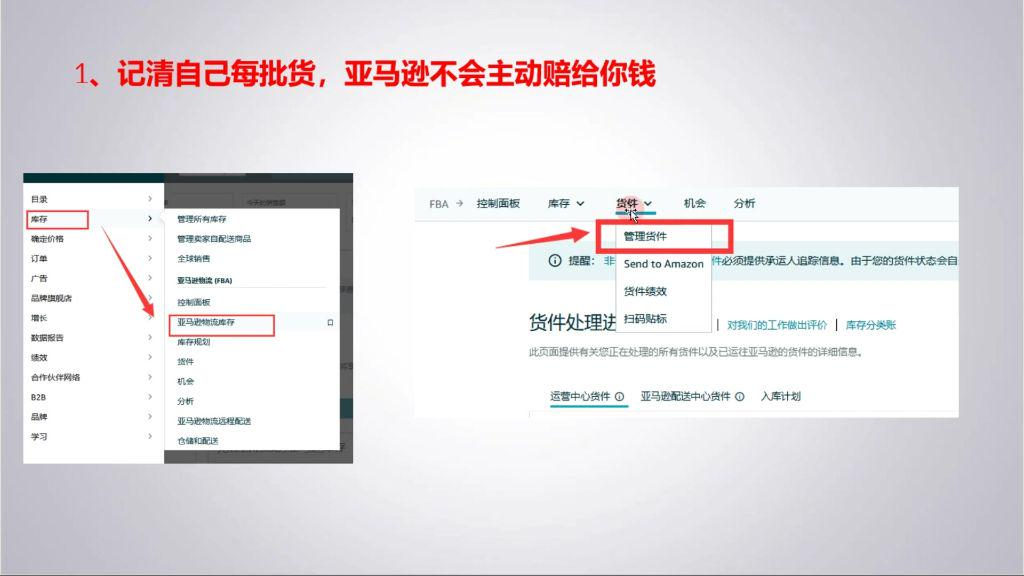 1、记清自己每批货，亚马逊不会主动赔给你钱
目录
库存
确定价格
订单
广告
品牌旗舰店
增长
数据报告
绩效
合作伙伴网络
B2B
品牌
学习
管理所有库存
管理卖家自配送商品
全球销售
亚马逊物流 (FBA)
控制面板
亚马逊物流库存
库存规划
货件
机会
分析
亚马逊物流远程配送
仓储和配送
FBA → 控制面板 库存 货件 机会 分析
管理货件
Send to Amazon
货件绩效
扫码贴标
提醒： 非 件必须提供承运人追踪信息。由于您的货件状态会自
货件处理进 | 对我们的工作做出评价 | 库存分类账
此页面提供有关您正在处理的所有货件以及已运往亚马逊的货件的详细信息。
运营中心货件 亚马逊配送中心货件 入库计划